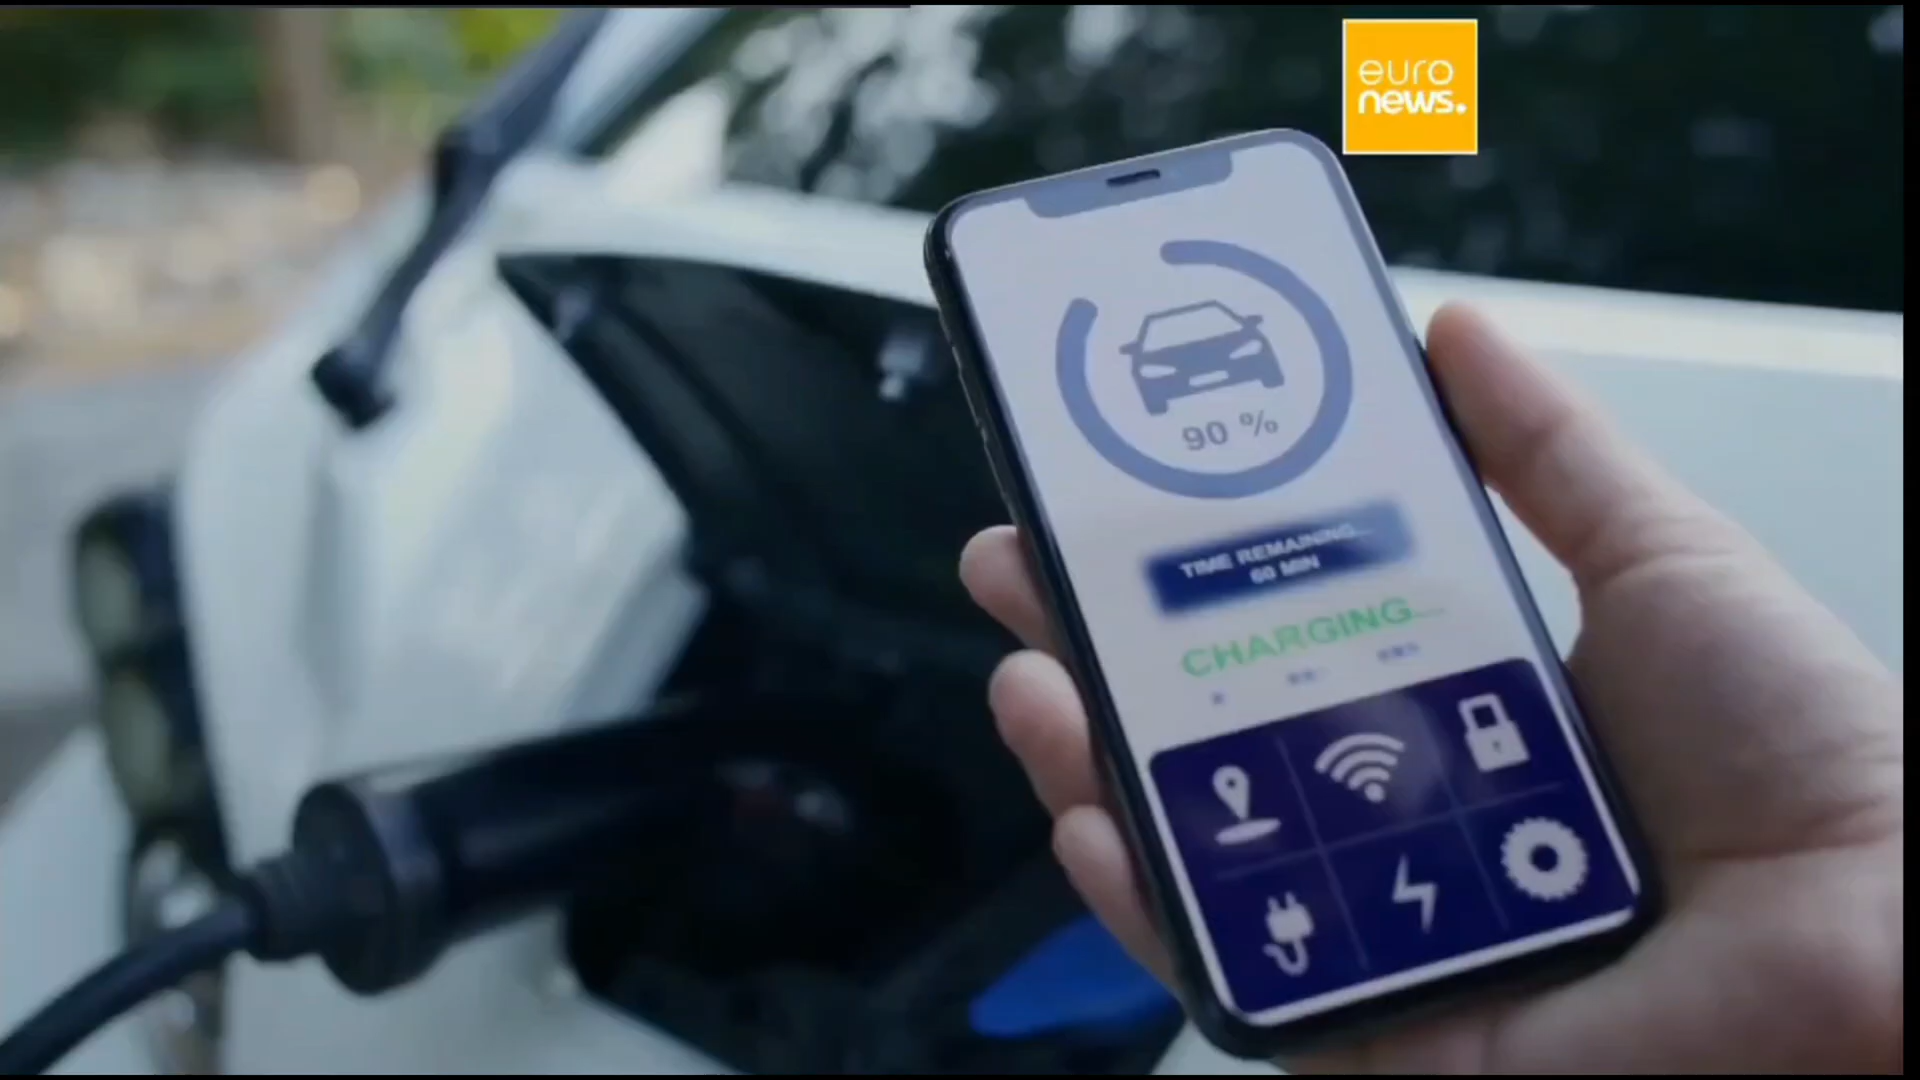 euro
news.
90 %
TIME REMAINING...
60 MIN
CHARGING...